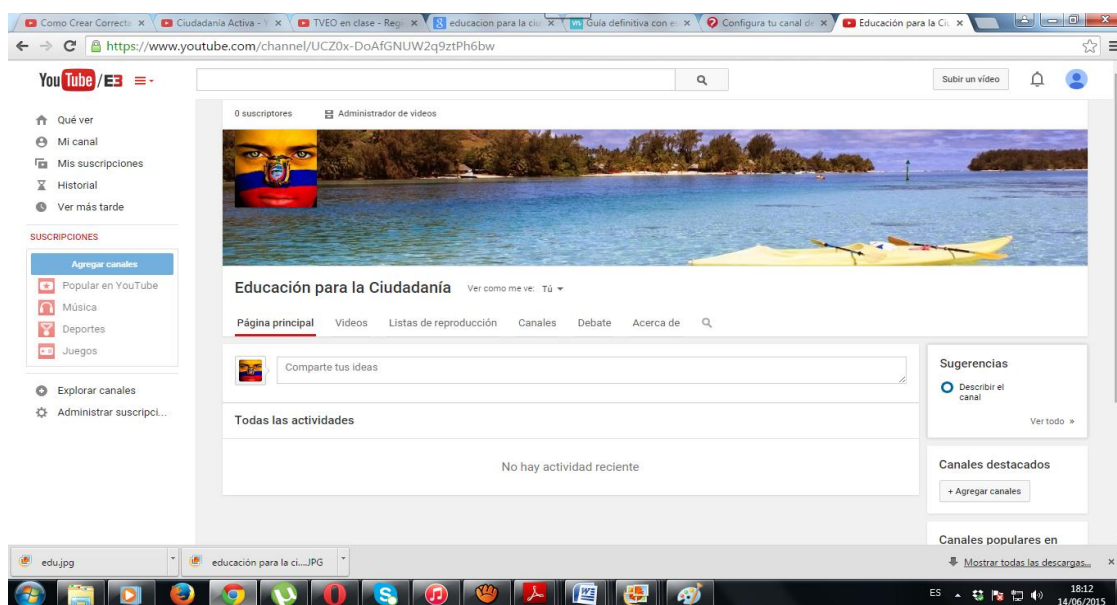 Como Crear Correcta
Ciudadanía Activa - Y
TVEO en clase - Reg
educacion para la ciu
Guía definitiva con e
Configura tu canal de
Educación para la Ciu
https://www.youtube.com/channel/UCZ0x-DoAfGNUW2q9ztPh6bw
YouTube /E3
Subir un vídeo
0 suscriptores
Administrador de videos
Qué ver
Mi canal
Mis suscripciones
Historial
Ver más tarde
SUSCRIPCIONES
Agregar canales
Popular en YouTube
Música
Deportes
Juegos
Explorar canales
Administrar suscripci...
Educación para la Ciudadanía Ver como me ve: Tú
Página principal Videos Listas de reproducción Canales Debate Acerca de
Comparte tus ideas
Todas las actividades
No hay actividad reciente
Sugerencias
Describir el
canal
Ver todo »
Canales destacados
+ Agregar canales
Canales populares en
edu.jpg
educación para la ci....JPG
Mostrar todas las descargas...
ES
18:12
14/06/2015